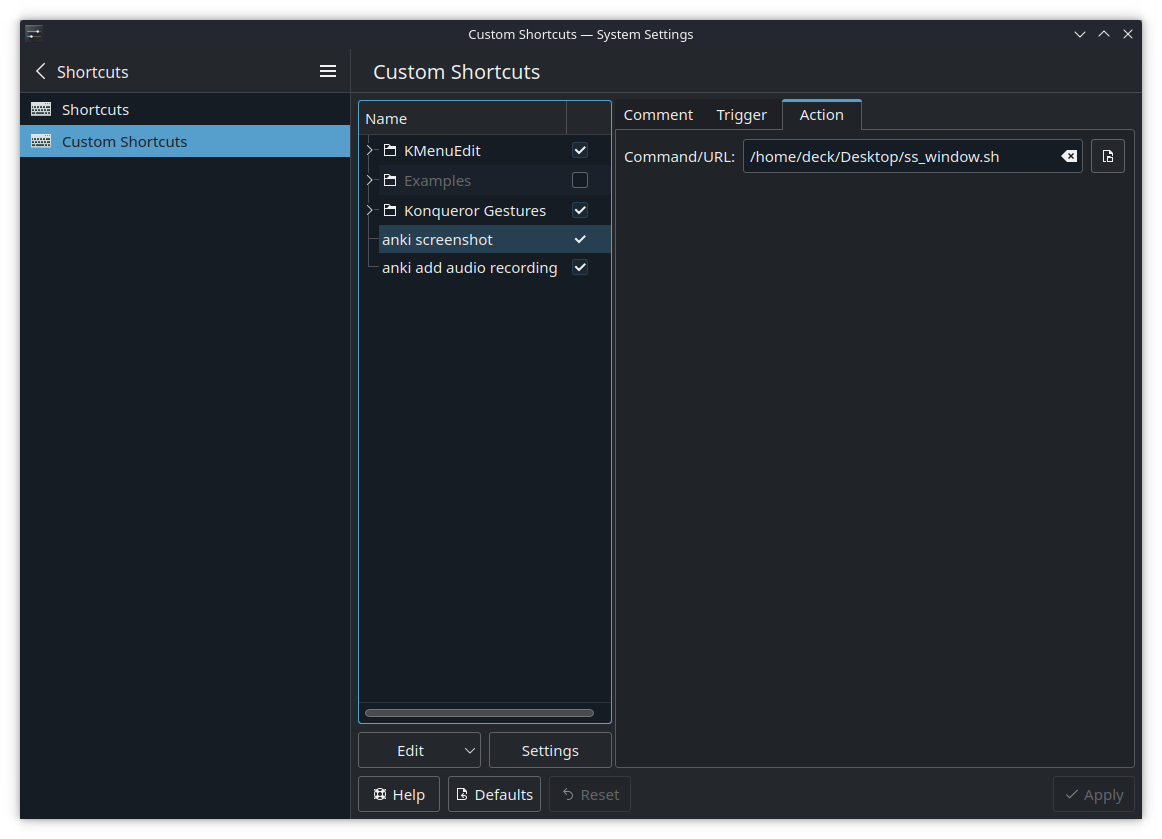 Custom Shortcuts — System Settings
Shortcuts
Custom Shortcuts
Shortcuts
Custom Shortcuts
Name
KMenuEdit
Examples
Konqueror Gestures
anki screenshot
anki add audio recording
Comment Trigger Action
Command/URL: /home/deck/Desktop/ss_window.sh
Edit Settings
Help Defaults Reset Apply